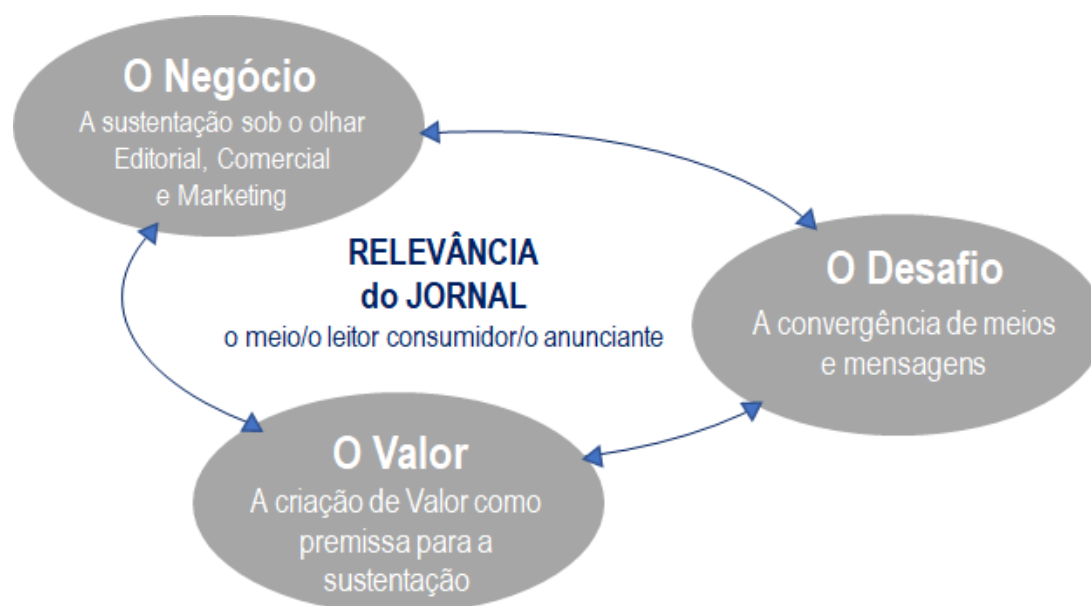 O Negócio
A sustentação sob o olhar
Editorial, Comercial
e Marketing
RELEVÂNCIA
do JORNAL
o meio/o leitor consumidor/o anunciante
O Desafio
A convergência de meios
e mensagens
O Valor
A criação de Valor como
premissa para a
sustentação